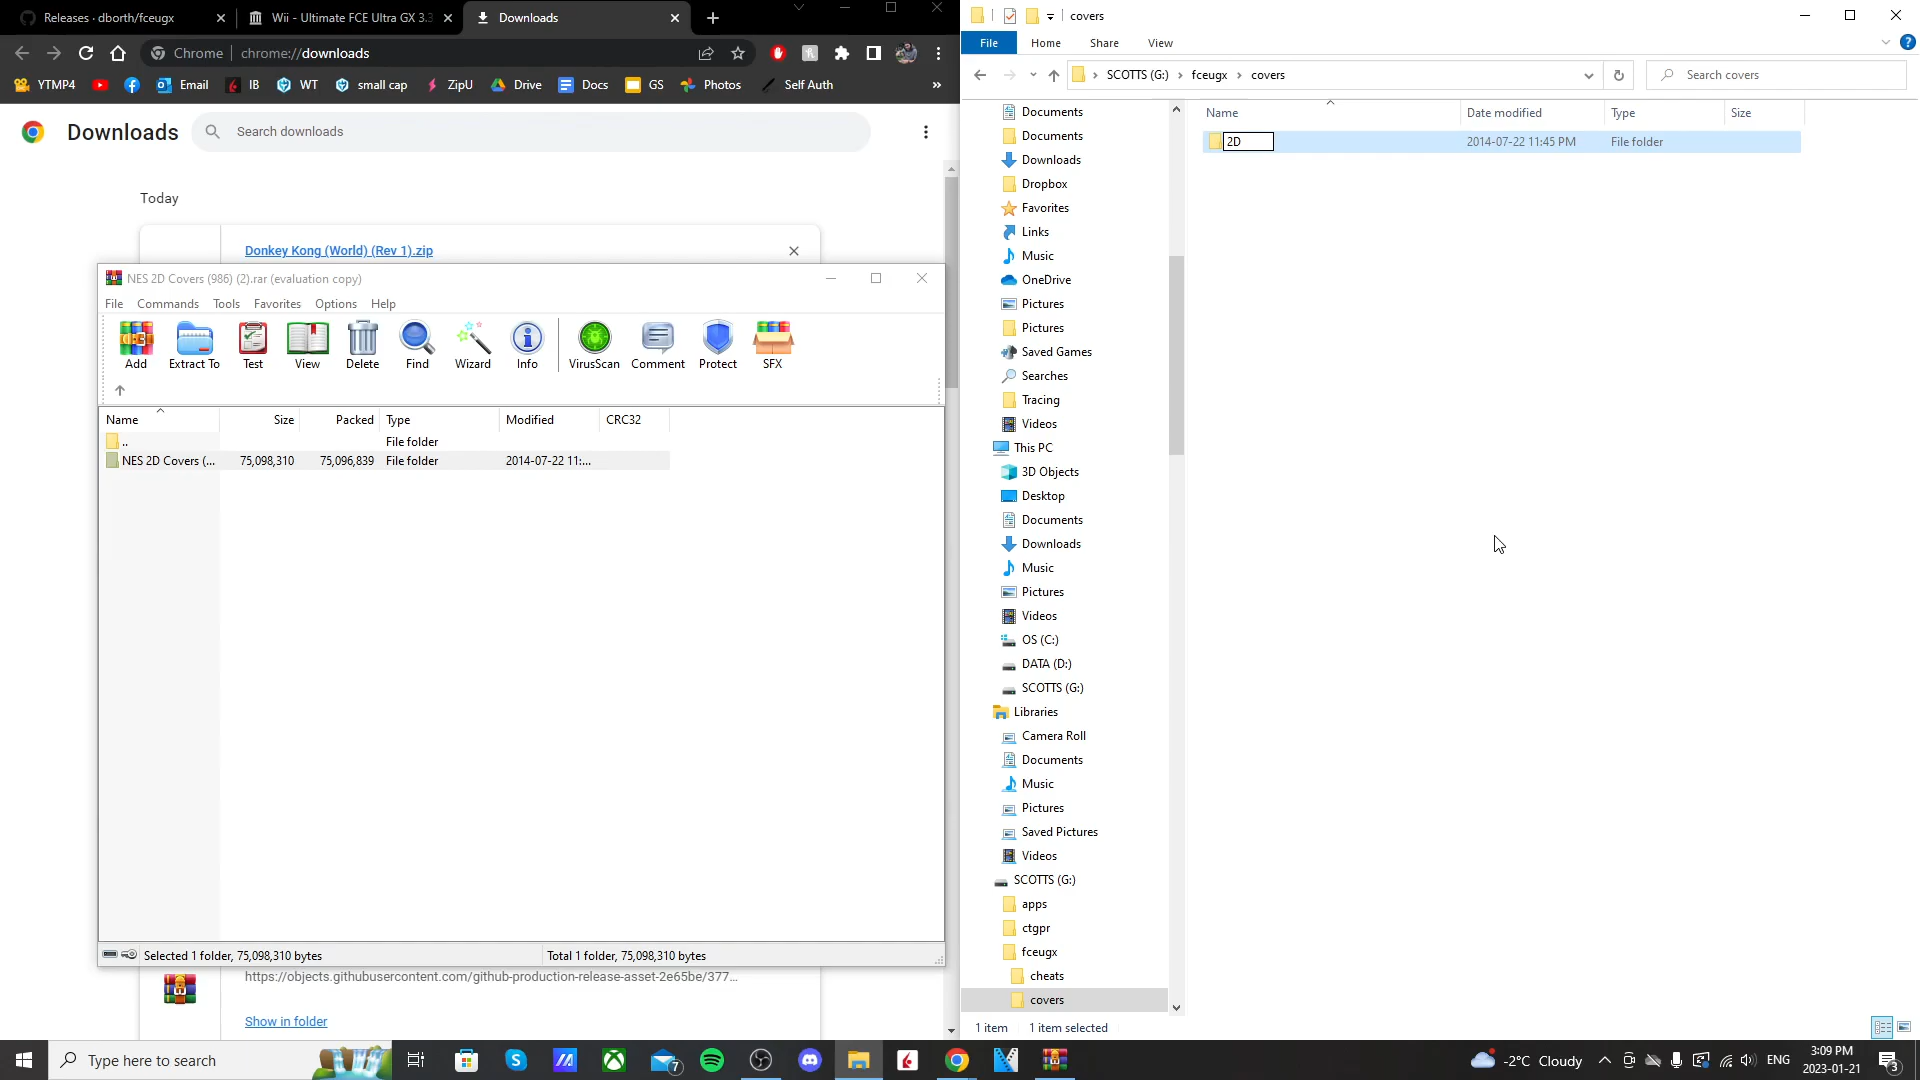 Releases · dborth/fceugx
Wii - Ultimate FCE Ultra GX 3.3
Downloads
Chrome
chrome://downloads
YTMP4
Email
IB
WT
small cap
ZipU
Drive
Docs
GS
Photos
Self Auth
»
Downloads
Search downloads
Today
Donkey Kong (World) (Rev 1).zip
NES 2D Covers (986) (2).rar (evaluation copy)
File
Commands
Tools
Favorites
Options
Help
Add
Extract To
Test
View
Delete
Find
Wizard
Info
VirusScan
Comment
Protect
SFX
Name
Size
Packed
Type
Modified
CRC32
..
File folder
NES 2D Covers (...
75,098,310
75,096,839
File folder
2014-07-22 11:...
Selected 1 folder, 75,098,310 bytes
Total 1 folder, 75,098,310 bytes
https://objects.githubusercontent.com/github-production-release-asset-2e65be/377...
Show in folder
covers
File
Home
Share
View
SCOTTS (G:)
fceugx
covers
Search covers
Name
Date modified
Type
Size
2D
2014-07-22 11:45 PM
File folder
Documents
Documents
Downloads
Dropbox
Favorites
Links
Music
OneDrive
Pictures
Pictures
Saved Games
Searches
Tracing
Videos
This PC
3D Objects
Desktop
Documents
Downloads
Music
Pictures
Videos
OS (C:)
DATA (D:)
SCOTTS (G:)
Libraries
Camera Roll
Documents
Music
Pictures
Saved Pictures
Videos
SCOTTS (G:)
apps
ctgpr
fceugx
cheats
covers
1 item
1 item selected
Type here to search
7
-2°C Cloudy
ENG
3:09 PM
2023-01-21
3